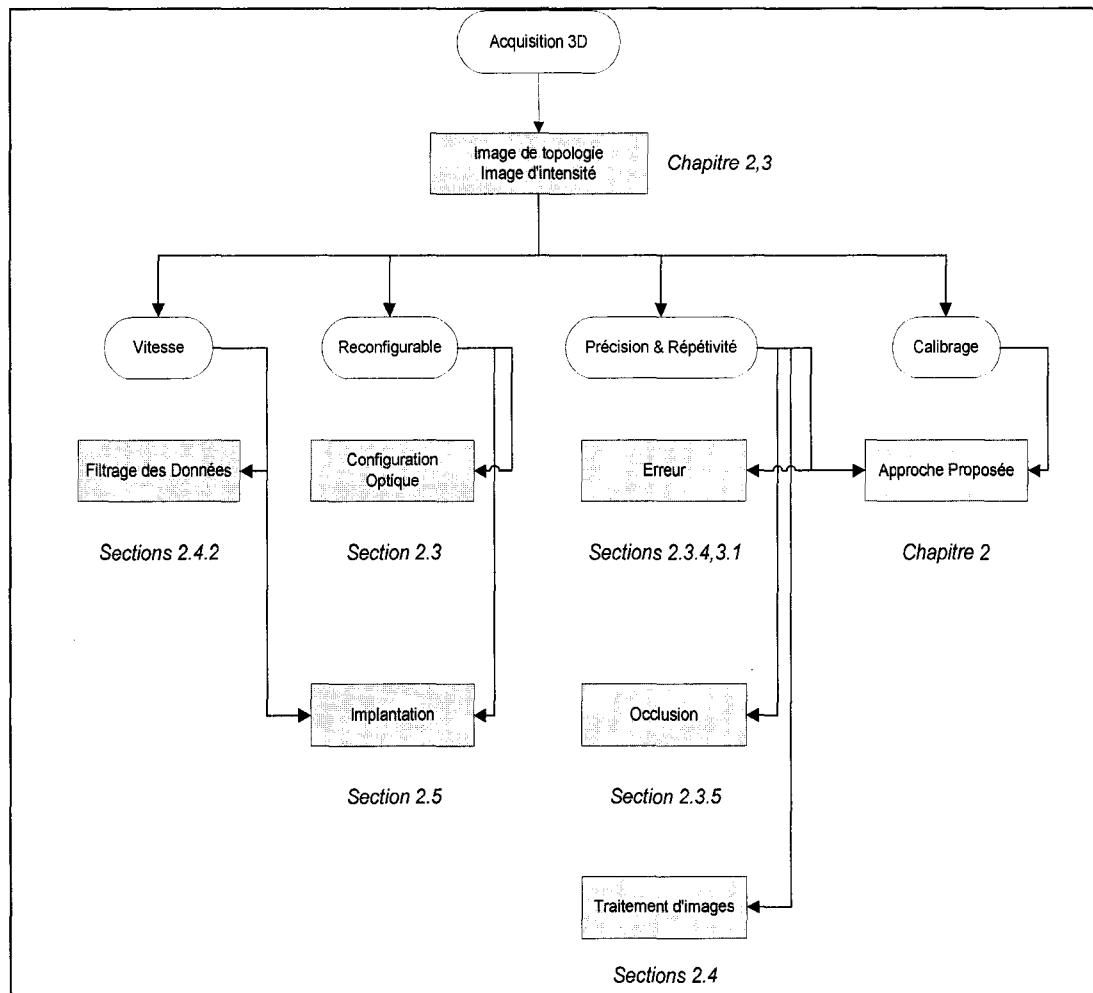 Acquisition 3D
Image de topologie
Image d'intensité
Chapitre 2,3
Vitesse
Reconfigurable
Précision & Répétivité
Calibrage
Filtrage des Données
Configuration
Optique
Erreur
Approche Proposée
Sections 2.4.2
Section 2.3
Sections 2.3.4,3.1
Chapitre 2
Implantation
Occlusion
Section 2.5
Section 2.3.5
Traitement d'images
Sections 2.4